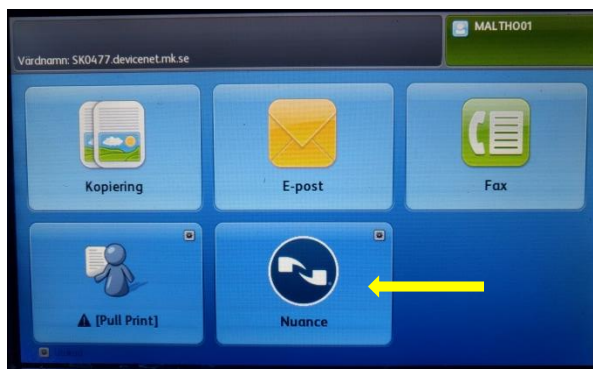 MALTHO01
Värdnamn: SK0477.devicenet.mk.se
Kopiering
E-post
Fax
[Pull Print]
Nuance